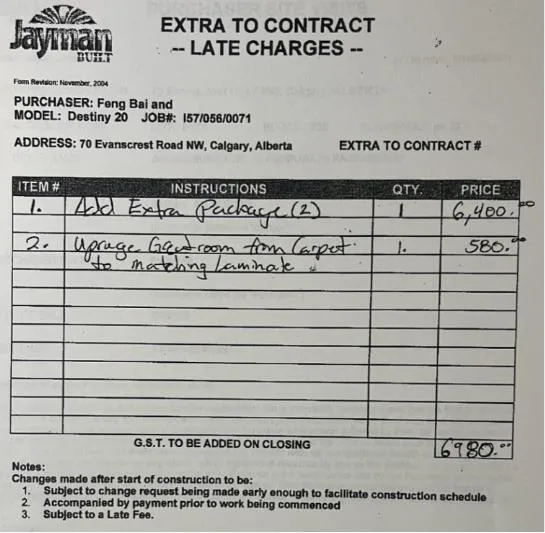 EXTRA TO CONTRACT
Jayman
BUILT
-- LATE CHARGES --
Form Revision: November, 2004
PURCHASER: Feng Bai and
MODEL: Destiny 20 JOB#: I57/056/0071
ADDRESS: 70 Evanscrest Road NW, Calgary, Alberta EXTRA TO CONTRACT #
ITEM # INSTRUCTIONS QTY. PRICE
1. Add Extra Package (2) 1 6,400.00
2. Upruge Greatroom from Carpet 1. 580.00
to matching Laminate
G.S.T. TO BE ADDED ON CLOSING 6980.00
Notes:
Changes made after start of construction to be:
1. Subject to change request being made early enough to facilitate construction schedule
2. Accompanied by payment prior to work being commenced
3. Subject to a Late Fee.